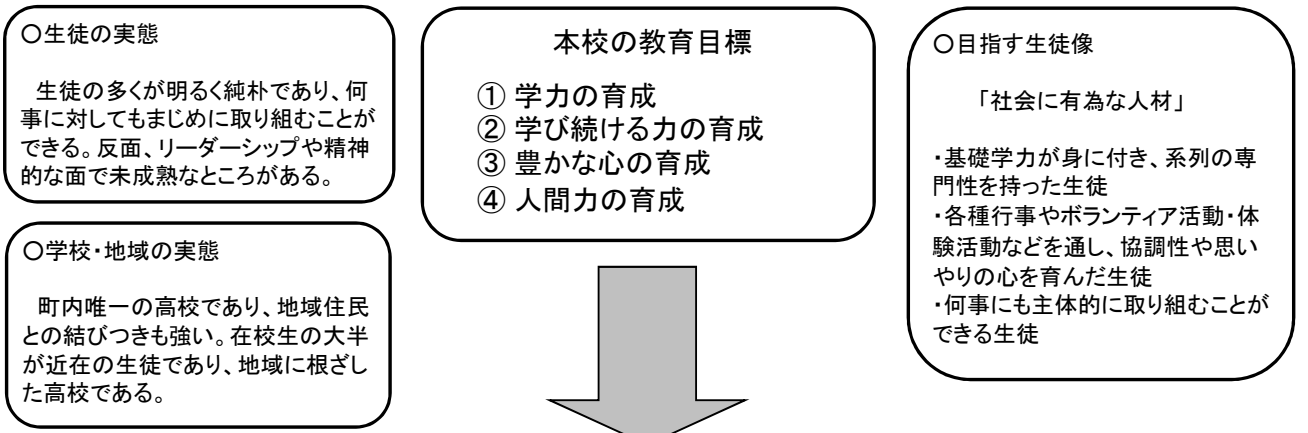 ○生徒の実態
生徒の多くが明るく純朴であり、何
事に対してもまじめに取り組むことが
できる。反面、リーダーシップや精神
的な面で未成熟なところがある。
○学校・地域の実態
町内唯一の高校であり、地域住民
との結びつきも強い。在校生の大半
が近在の生徒であり、地域に根ざし
た高校である。
本校の教育目標
① 学力の育成
② 学び続ける力の育成
③ 豊かな心の育成
④ 人間力の育成
○目指す生徒像
「社会に有為な人材」
・基礎学力が身に付き、系列の専
門性を持った生徒
・各種行事やボランティア活動・体
験活動などを通し、協調性や思い
やりの心を育んだ生徒
・何事にも主体的に取り組むことが
できる生徒